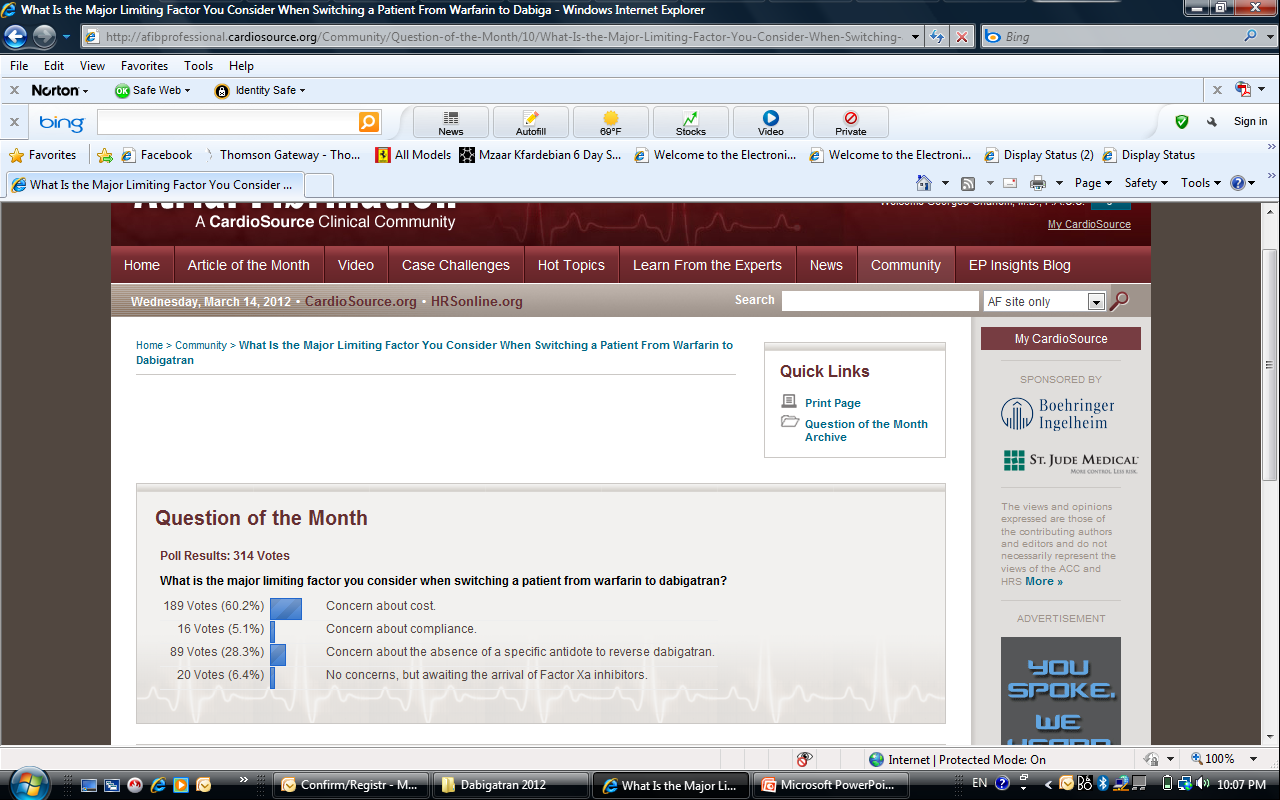 What Is the Major Limiting Factor You Consider When Switching a Patient From Warfarin to Dabiga - Windows Internet Explorer
http://afibprofessional.cardiosource.org/Community/Question-of-the-Month/10/What-Is-the-Major-Limiting-Factor-You-Consider-When-Switching-
Bing
File Edit View Favorites Tools Help
Norton Safe Web Identity Safe
bing News Autofill 69°F Stocks Video Private Sign in
Favorites Facebook Thomson Gateway - Tho... All Models Mzaar Kfardebian 6 Day S... Welcome to the Electroni... Welcome to the Electroni... Display Status (2) Display Status
What Is the Major Limiting Factor You Consider ... Page Safety Tools
Atrial Fibrillation
A CardioSource Clinical Community
My CardioSource
Home Article of the Month Video Case Challenges Hot Topics Learn From the Experts News Community EP Insights Blog
Wednesday, March 14, 2012 • CardioSource.org • HRSonline.org Search AF site only
Home > Community > What Is the Major Limiting Factor You Consider When Switching a Patient From Warfarin to
Dabigatran
Quick Links
Print Page
Question of the Month
Archive
My CardioSource
SPONSORED BY
Boehringer
Ingelheim
ST. JUDE MEDICAL
MORE CONTROL. LESS RISK.
The views and opinions
expressed are those of
the contributing authors
and editors and do not
necessarily represent the
views of the ACC and
HRS More »
ADVERTISEMENT
YOU
SPOKE.
WE
HEARD
Question of the Month
Poll Results: 314 Votes
What is the major limiting factor you consider when switching a patient from warfarin to dabigatran?
189 Votes (60.2%) Concern about cost.
16 Votes (5.1%) Concern about compliance.
89 Votes (28.3%) Concern about the absence of a specific antidote to reverse dabigatran.
20 Votes (6.4%) No concerns, but awaiting the arrival of Factor Xa inhibitors.
Internet | Protected Mode: On 100%
Confirm/Registr - M... Dabigatran 2012 What Is the Major Li... Microsoft PowerPoi... EN 10:07 PM